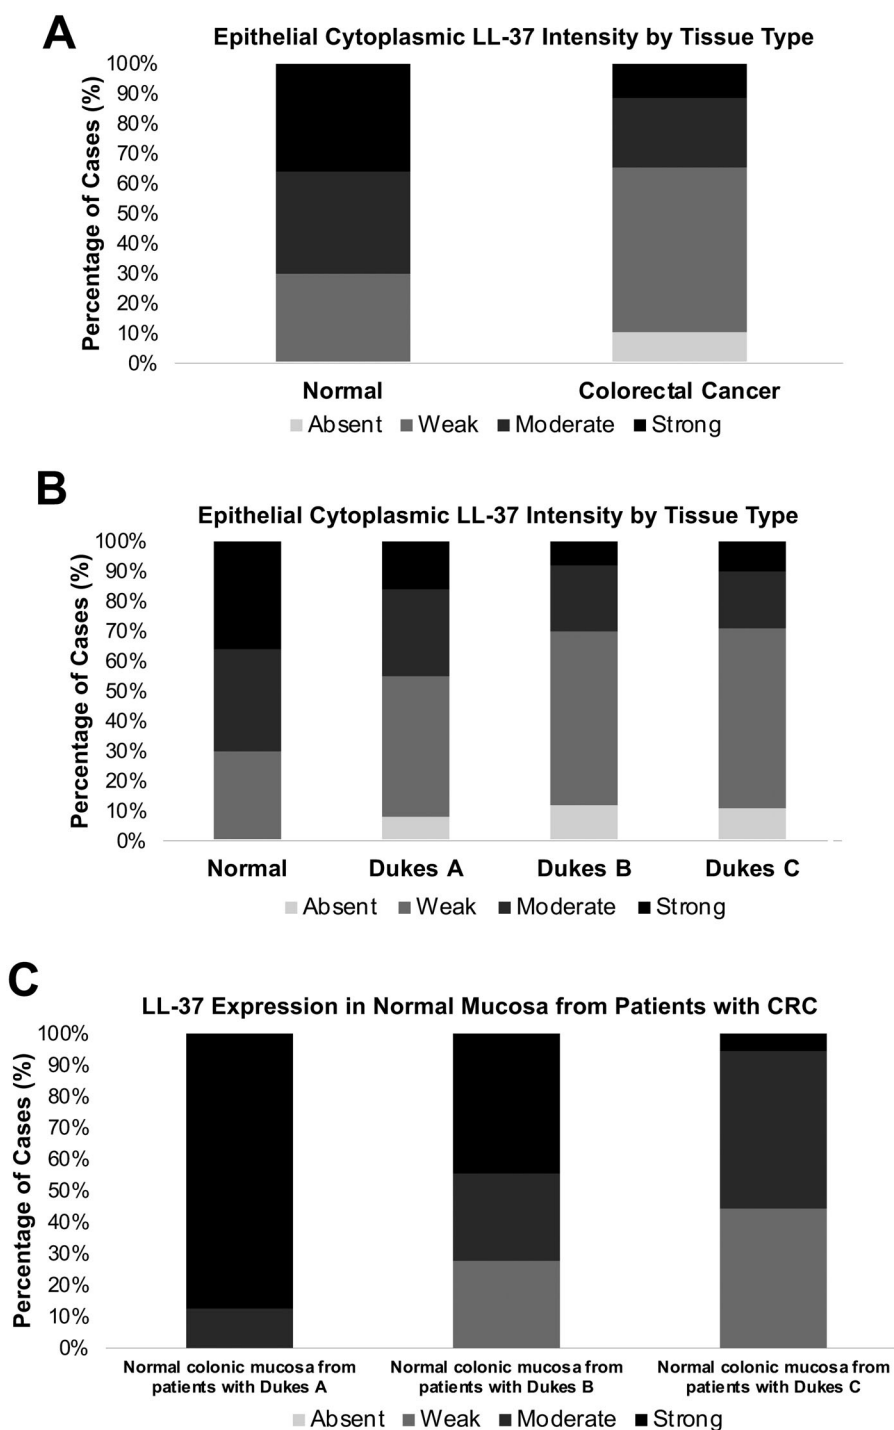 A
Epithelial Cytoplasmic LL-37 Intensity by Tissue Type
Percentage of Cases (%)
100%
90%
80%
70%
60%
50%
40%
30%
20%
10%
0%
Normal
Colorectal Cancer
Absent Weak Moderate Strong
B
Epithelial Cytoplasmic LL-37 Intensity by Tissue Type
Percentage of Cases (%)
100%
90%
80%
70%
60%
50%
40%
30%
20%
10%
0%
Normal Dukes A Dukes B Dukes C
Absent Weak Moderate Strong
C
LL-37 Expression in Normal Mucosa from Patients with CRC
Percentage of Cases (%)
100%
90%
80%
70%
60%
50%
40%
30%
20%
10%
0%
Normal colonic mucosa from
patients with Dukes A
Normal colonic mucosa from
patients with Dukes B
Normal colonic mucosa from
patients with Dukes C
Absent Weak Moderate Strong